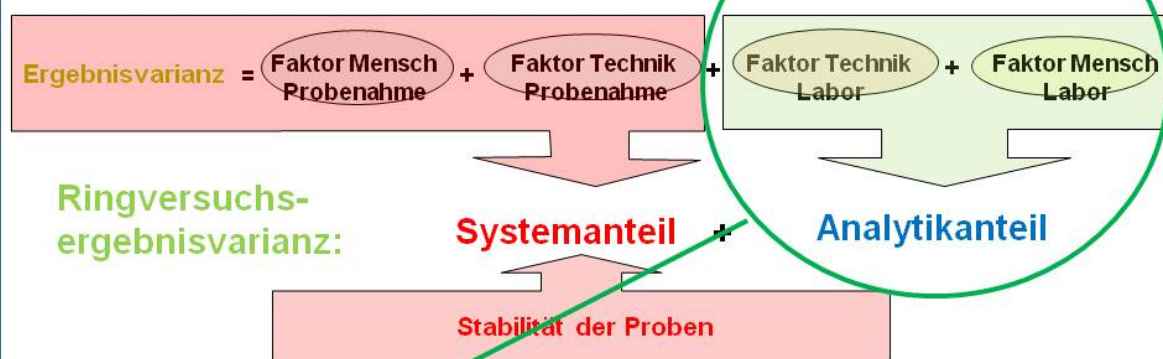 Ergebnisvarianz = Faktor Mensch + Faktor Technik + Faktor Technik + Faktor Mensch
Probenahme Probenahme Labor Labor
Ringversuchs-
ergebnisvarianz:
Systemanteil + Analytikanteil
Stabilität der Proben